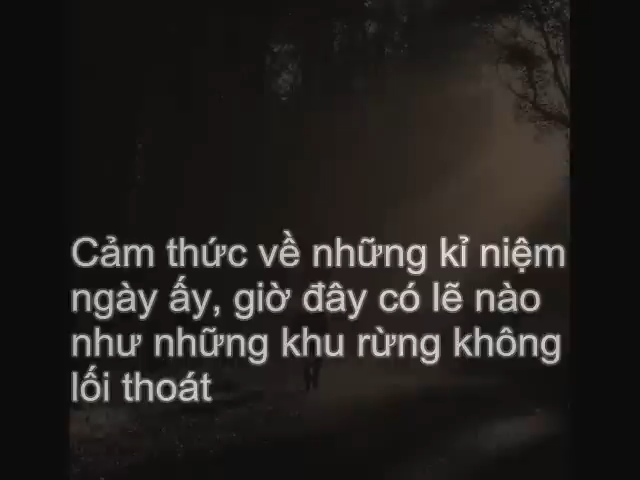 Cảm thức về những kỉ niệm
ngày ấy, giờ đây có lẽ nào
như những khu rừng không
lối thoát